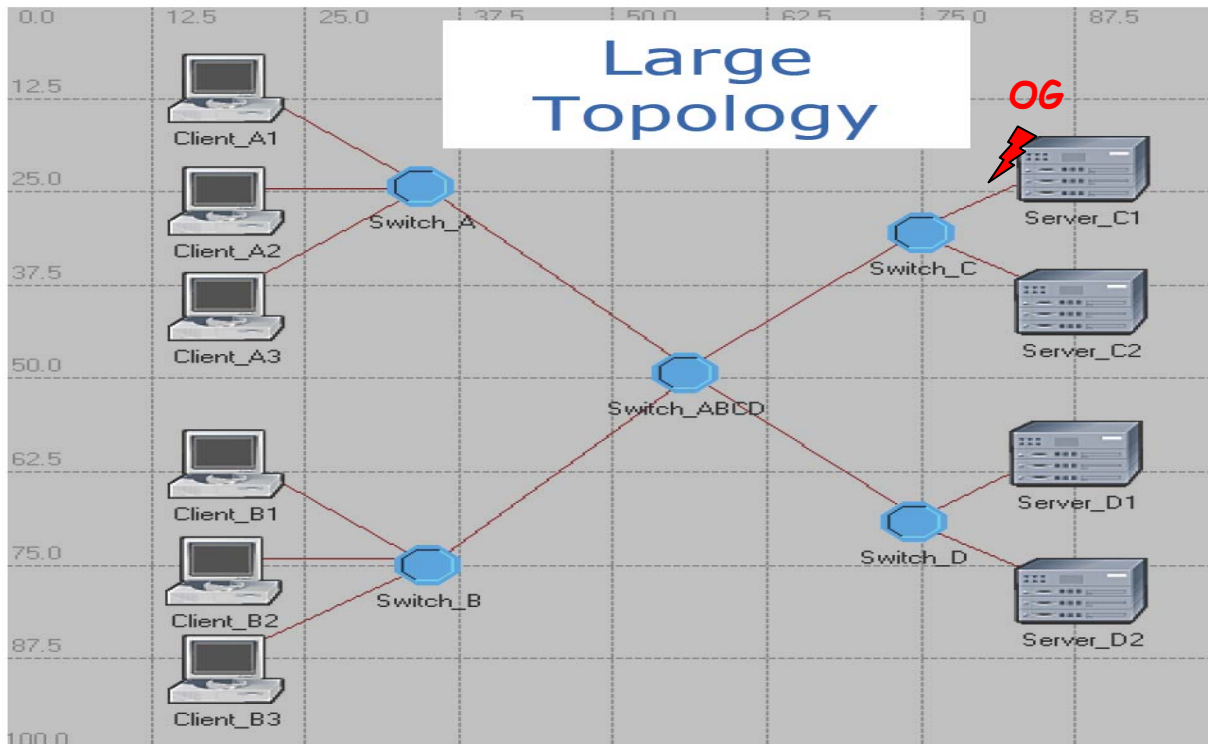 0.0 12.5 25.0 37.5 50.0 62.5 75.0 87.5
Large
Topology
12.5
OG
Client_A1
25.0
Server_C1
Switch_A
Client_A2
Switch_C
37.5
Client_A3
Server_C2
50.0
Switch_ABCD
62.5
Client_B1
Server_D1
75.0
Switch_D
Switch_B
Client_B2
Server_D2
87.5
Client_B3
100.0